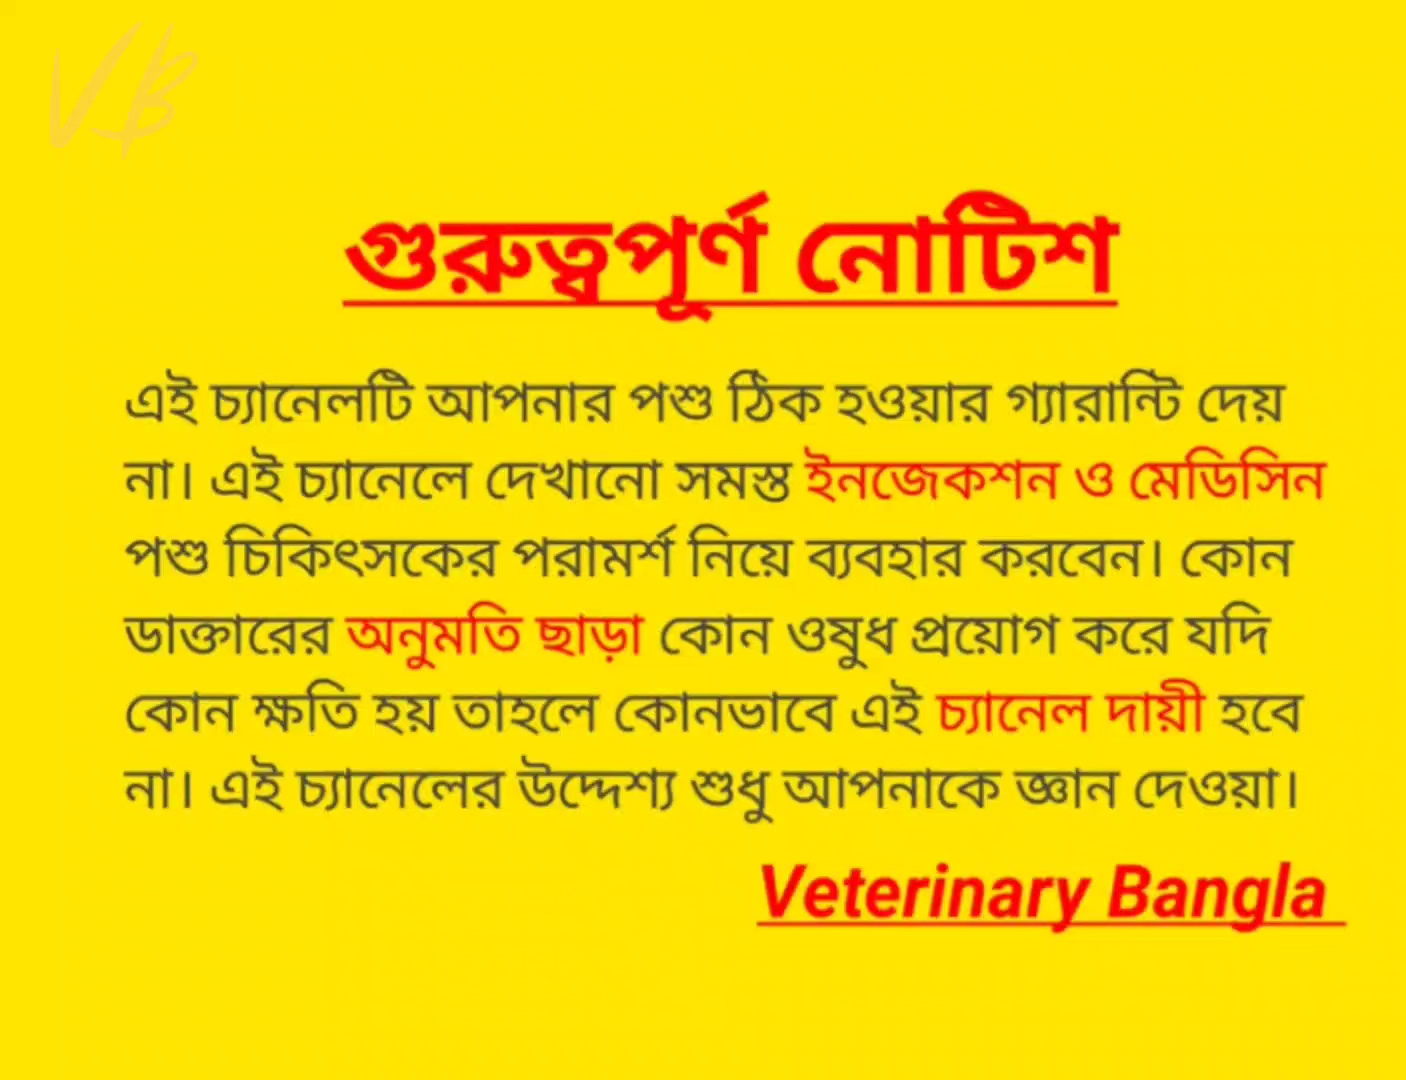 VB
গুরুত্বপূর্ণ নোটিশ
এই চ্যানেলটি আপনার পশু ঠিক হওয়ার গ্যারান্টি দেয়
না। এই চ্যানেলে দেখানো সমস্ত ইনজেকশন ও মেডিসিন
পশু চিকিৎসকের পরামর্শ নিয়ে ব্যবহার করবেন। কোন
ডাক্তারের অনুমতি ছাড়া কোন ওষুধ প্রয়োগ করে যদি
কোন ক্ষতি হয় তাহলে কোনভাবে এই চ্যানেল দায়ী হবে
না। এই চ্যানেলের উদ্দেশ্য শুধু আপনাকে জ্ঞান দেওয়া।
Veterinary Bangla